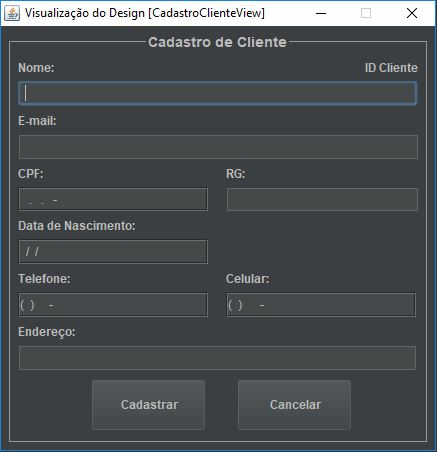 Visualização do Design [CadastroClienteView]
Cadastro de Cliente
Nome: ID Cliente
E-mail:
CPF: RG:
. . -
Data de Nascimento:
/ /
Telefone: Celular:
( ) - ( ) -
Endereço:
Cadastrar Cancelar